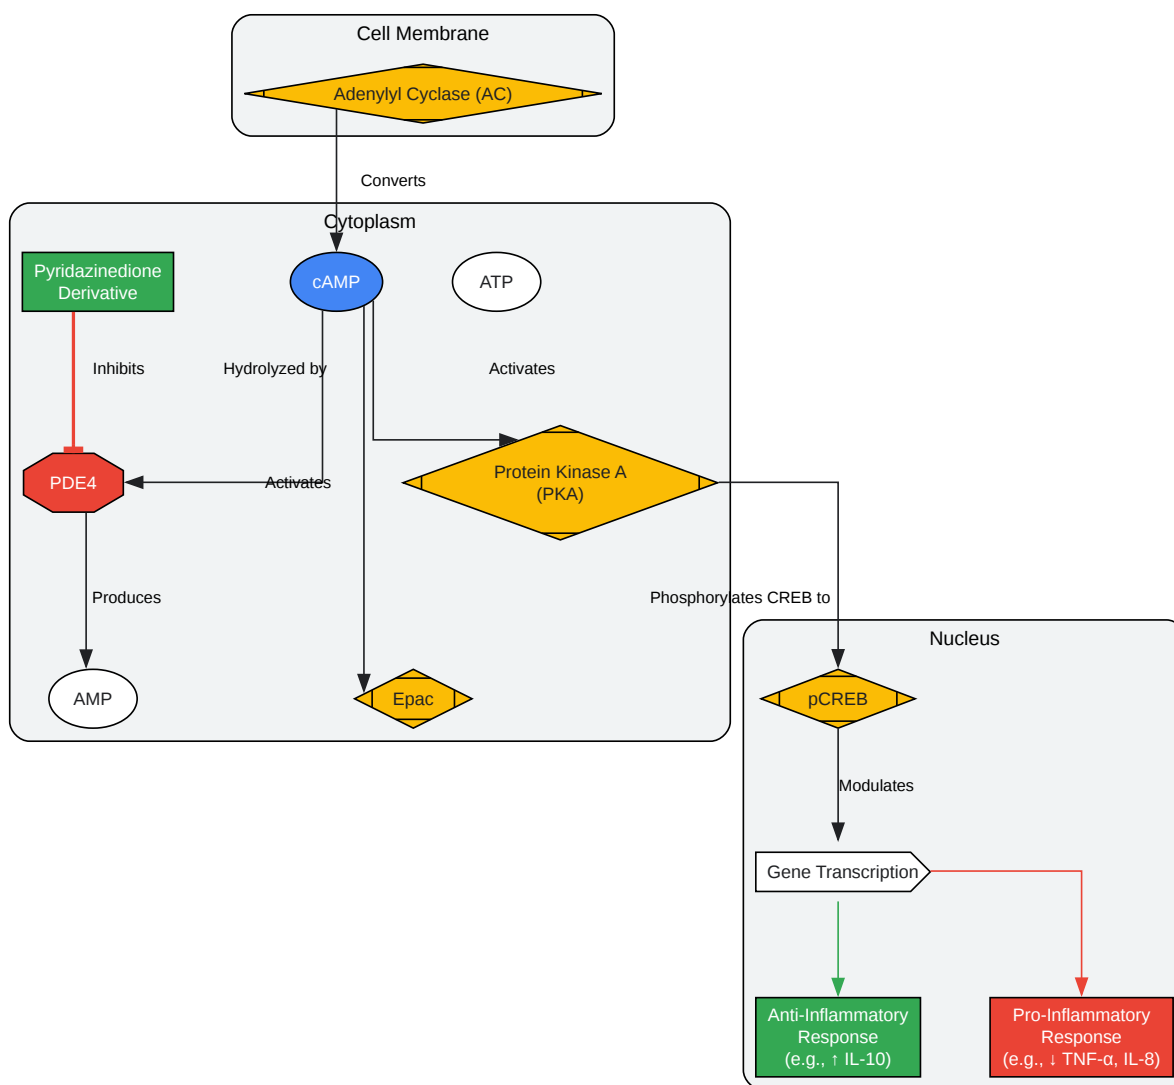 Cell Membrane
Adenylyl Cyclase (AC)
Converts
Cytoplasm
Pyridazinedione
Derivative
cAMP
ATP
Inhibits
Hydrolyzed by
Activates
PDE4
Activates
Protein Kinase A
(PKA)
Produces
Phosphorylates CREB to
Nucleus
AMP
Epac
pCREB
Modulates
Gene Transcription
Anti-Inflammatory
Response
(e.g., ↑ IL-10)
Pro-Inflammatory
Response
(e.g., ↓ TNF-α, IL-8)